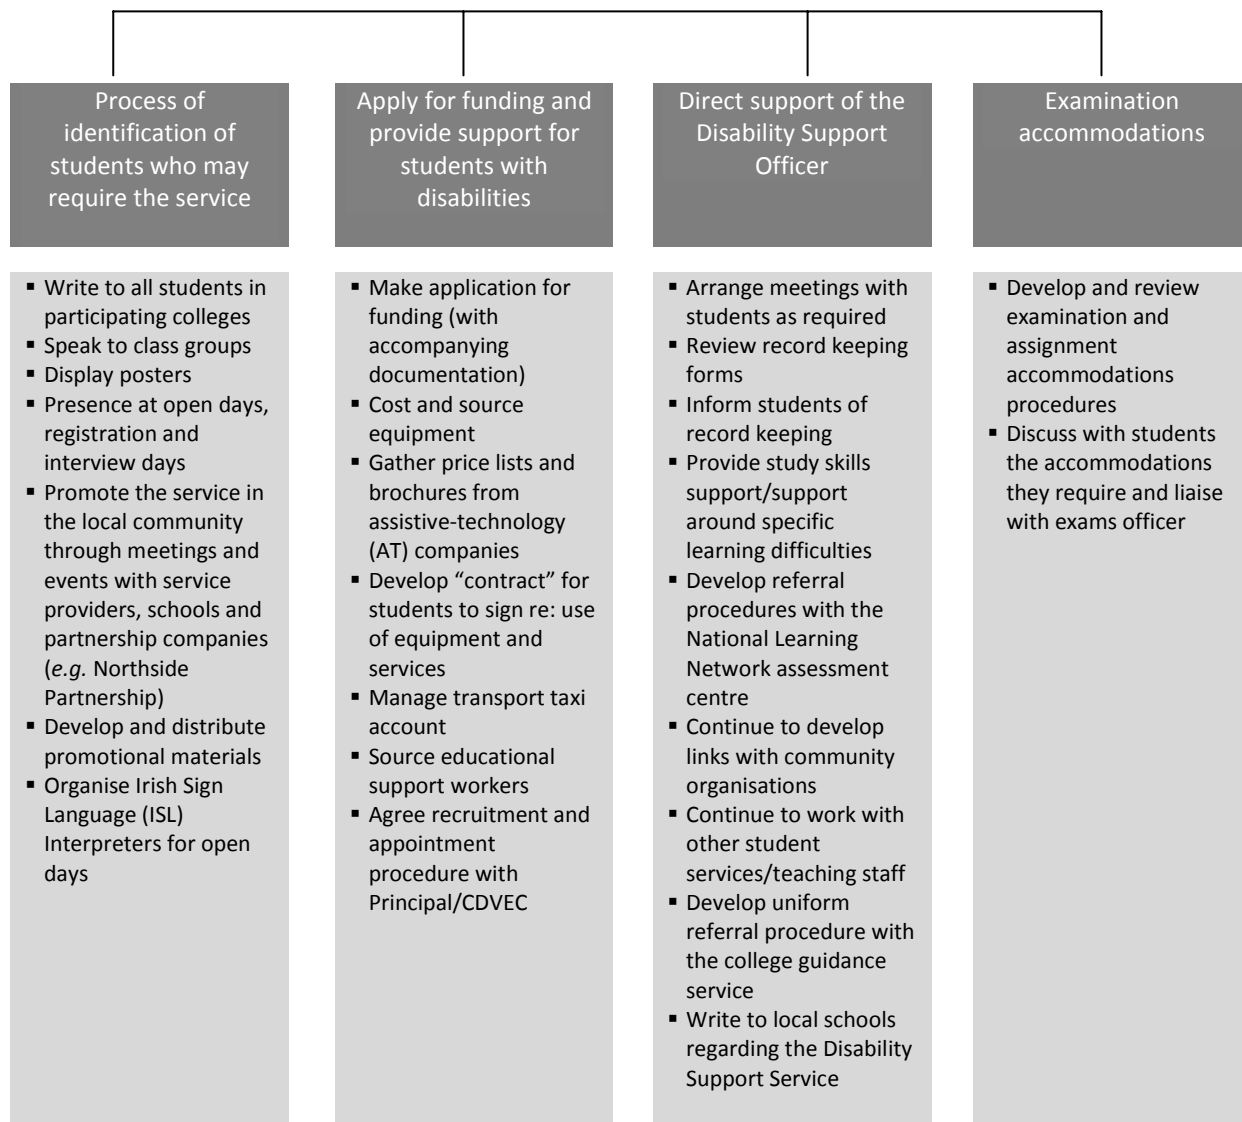 Process of
identification of
students who may
require the service
▪ Write to all students in
participating colleges
▪ Speak to class groups
▪ Display posters
▪ Presence at open days,
registration and
interview days
▪ Promote the service in
the local community
through meetings and
events with service
providers, schools and
partnership companies
(e.g. Northside
Partnership)
▪ Develop and distribute
promotional materials
▪ Organise Irish Sign
Language (ISL)
Interpreters for open
days
Apply for funding and
provide support for
students with
disabilities
▪ Make application for
funding (with
accompanying
documentation)
▪ Cost and source
equipment
▪ Gather price lists and
brochures from
assistive-technology
(AT) companies
▪ Develop “contract” for
students to sign re: use
of equipment and
services
▪ Manage transport taxi
account
▪ Source educational
support workers
▪ Agree recruitment and
appointment
procedure with
Principal/CDVEC
Direct support of the
Disability Support
Officer
▪ Arrange meetings with
students as required
▪ Review record keeping
forms
▪ Inform students of
record keeping
▪ Provide study skills
support/support
around specific
learning difficulties
▪ Develop referral
procedures with the
National Learning
Network assessment
centre
▪ Continue to develop
links with community
organisations
▪ Continue to work with
other student
services/teaching staff
▪ Develop uniform
referral procedure with
the college guidance
service
▪ Write to local schools
regarding the Disability
Support Service
Examination
accommodations
▪ Develop and review
examination and
assignment
accommodations
procedures
▪ Discuss with students
the accommodations
they require and liaise
with exams officer